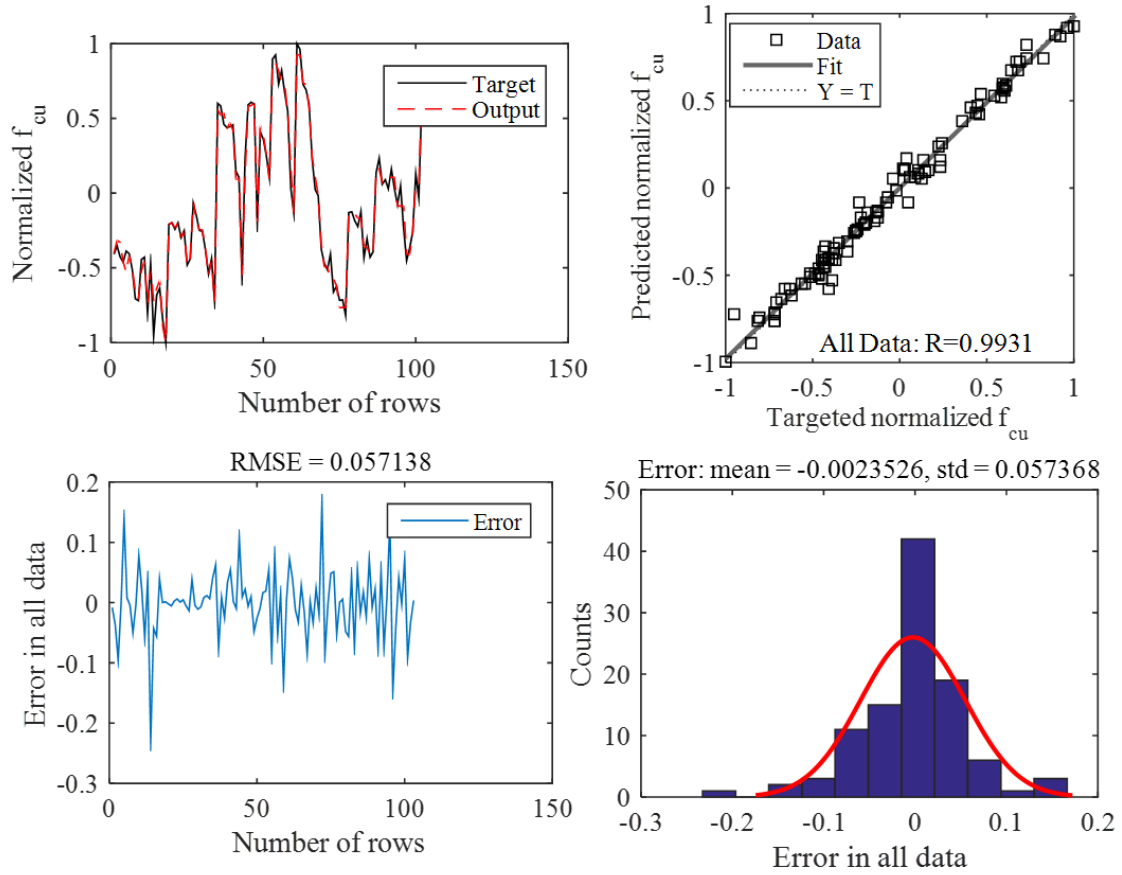 1
0.5
0
-0.5
-1
0
50
100
150
Normalized f_cu
Number of rows
Target
Output
1
0.5
0
-0.5
-1
-1
-0.5
0
0.5
1
Predicted normalized f_cu
Targeted normalized f_cu
Data
Fit
Y = T
All Data: R=0.9931
RMSE = 0.057138
0.2
0.1
0
-0.1
-0.2
-0.3
0
50
100
150
Error in all data
Number of rows
Error
Error: mean = -0.0023526, std = 0.057368
50
40
30
20
10
0
-0.3
-0.2
-0.1
0
0.1
0.2
Counts
Error in all data